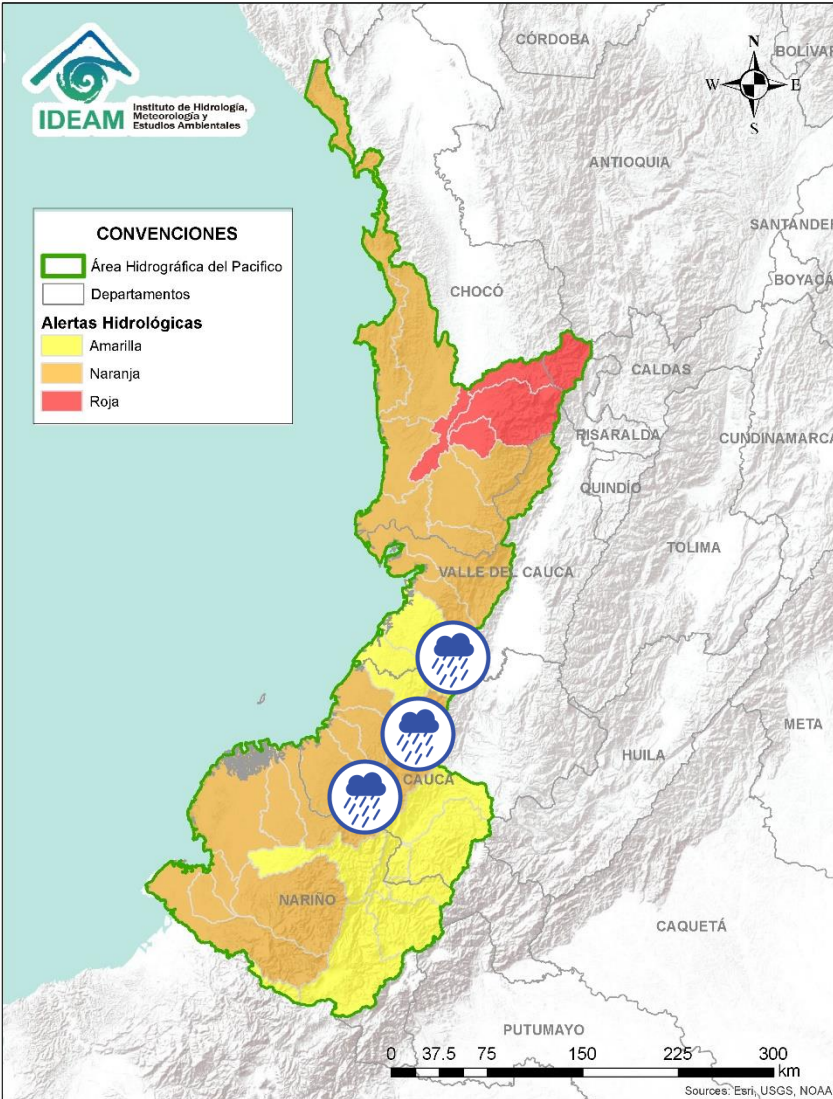 IDEAM
Instituto de Hidrología,
Meteorología y
Estudios Ambientales
N
W
E
S
CÓRDOBA
BOLÍVAR
ANTIOQUIA
SANTANDER
BOYACÁ
CHOCÓ
CALDAS
RISARALDA
CUNDINAMARCA
QUINDÍO
TOLIMA
VALLE DEL CAUCA
META
HUILA
CAUCA
NARIÑO
CAQUETÁ
PUTUMAYO
CONVENCIONES
Área Hidrográfica del Pacifico
Departamentos
Alertas Hidrológicas
Amarilla
Naranja
Roja
0 37.5 75 150 225 300
km
Sources: Esri, USGS, NOAA